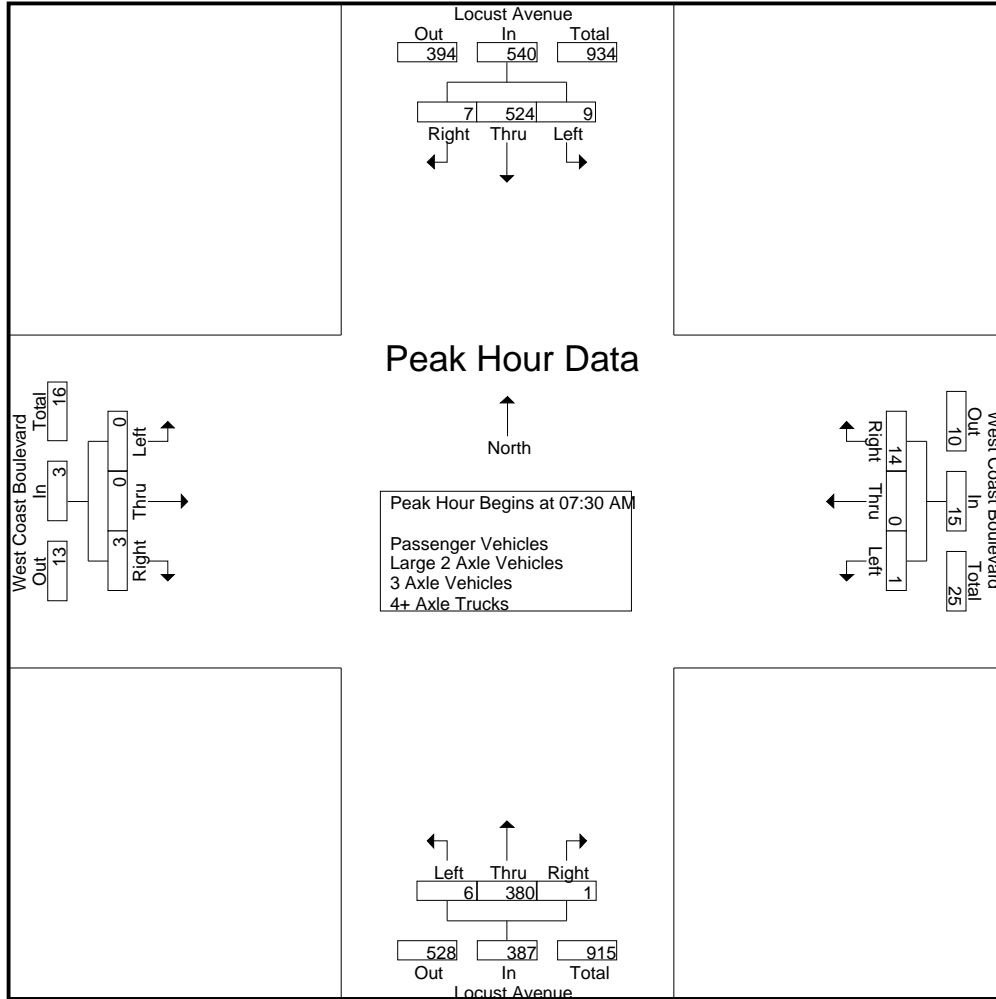 Locust Avenue
Out In Total
394 540 934
7 524 9
Right Thru Left
Peak Hour Data
North
Peak Hour Begins at 07:30 AM
Passenger Vehicles
Large 2 Axle Vehicles
3 Axle Vehicles
4+ Axle Trucks
West Coast Boulevard
Out In Total
13 3 16
0 0 3
Left Thru Right
West Coast Boulevard
Out In Total
10 15 25
14 0 1
Right Thru Left
Left Thru Right
6 380 1
528 387 915
Out In Total
Locust Avenue